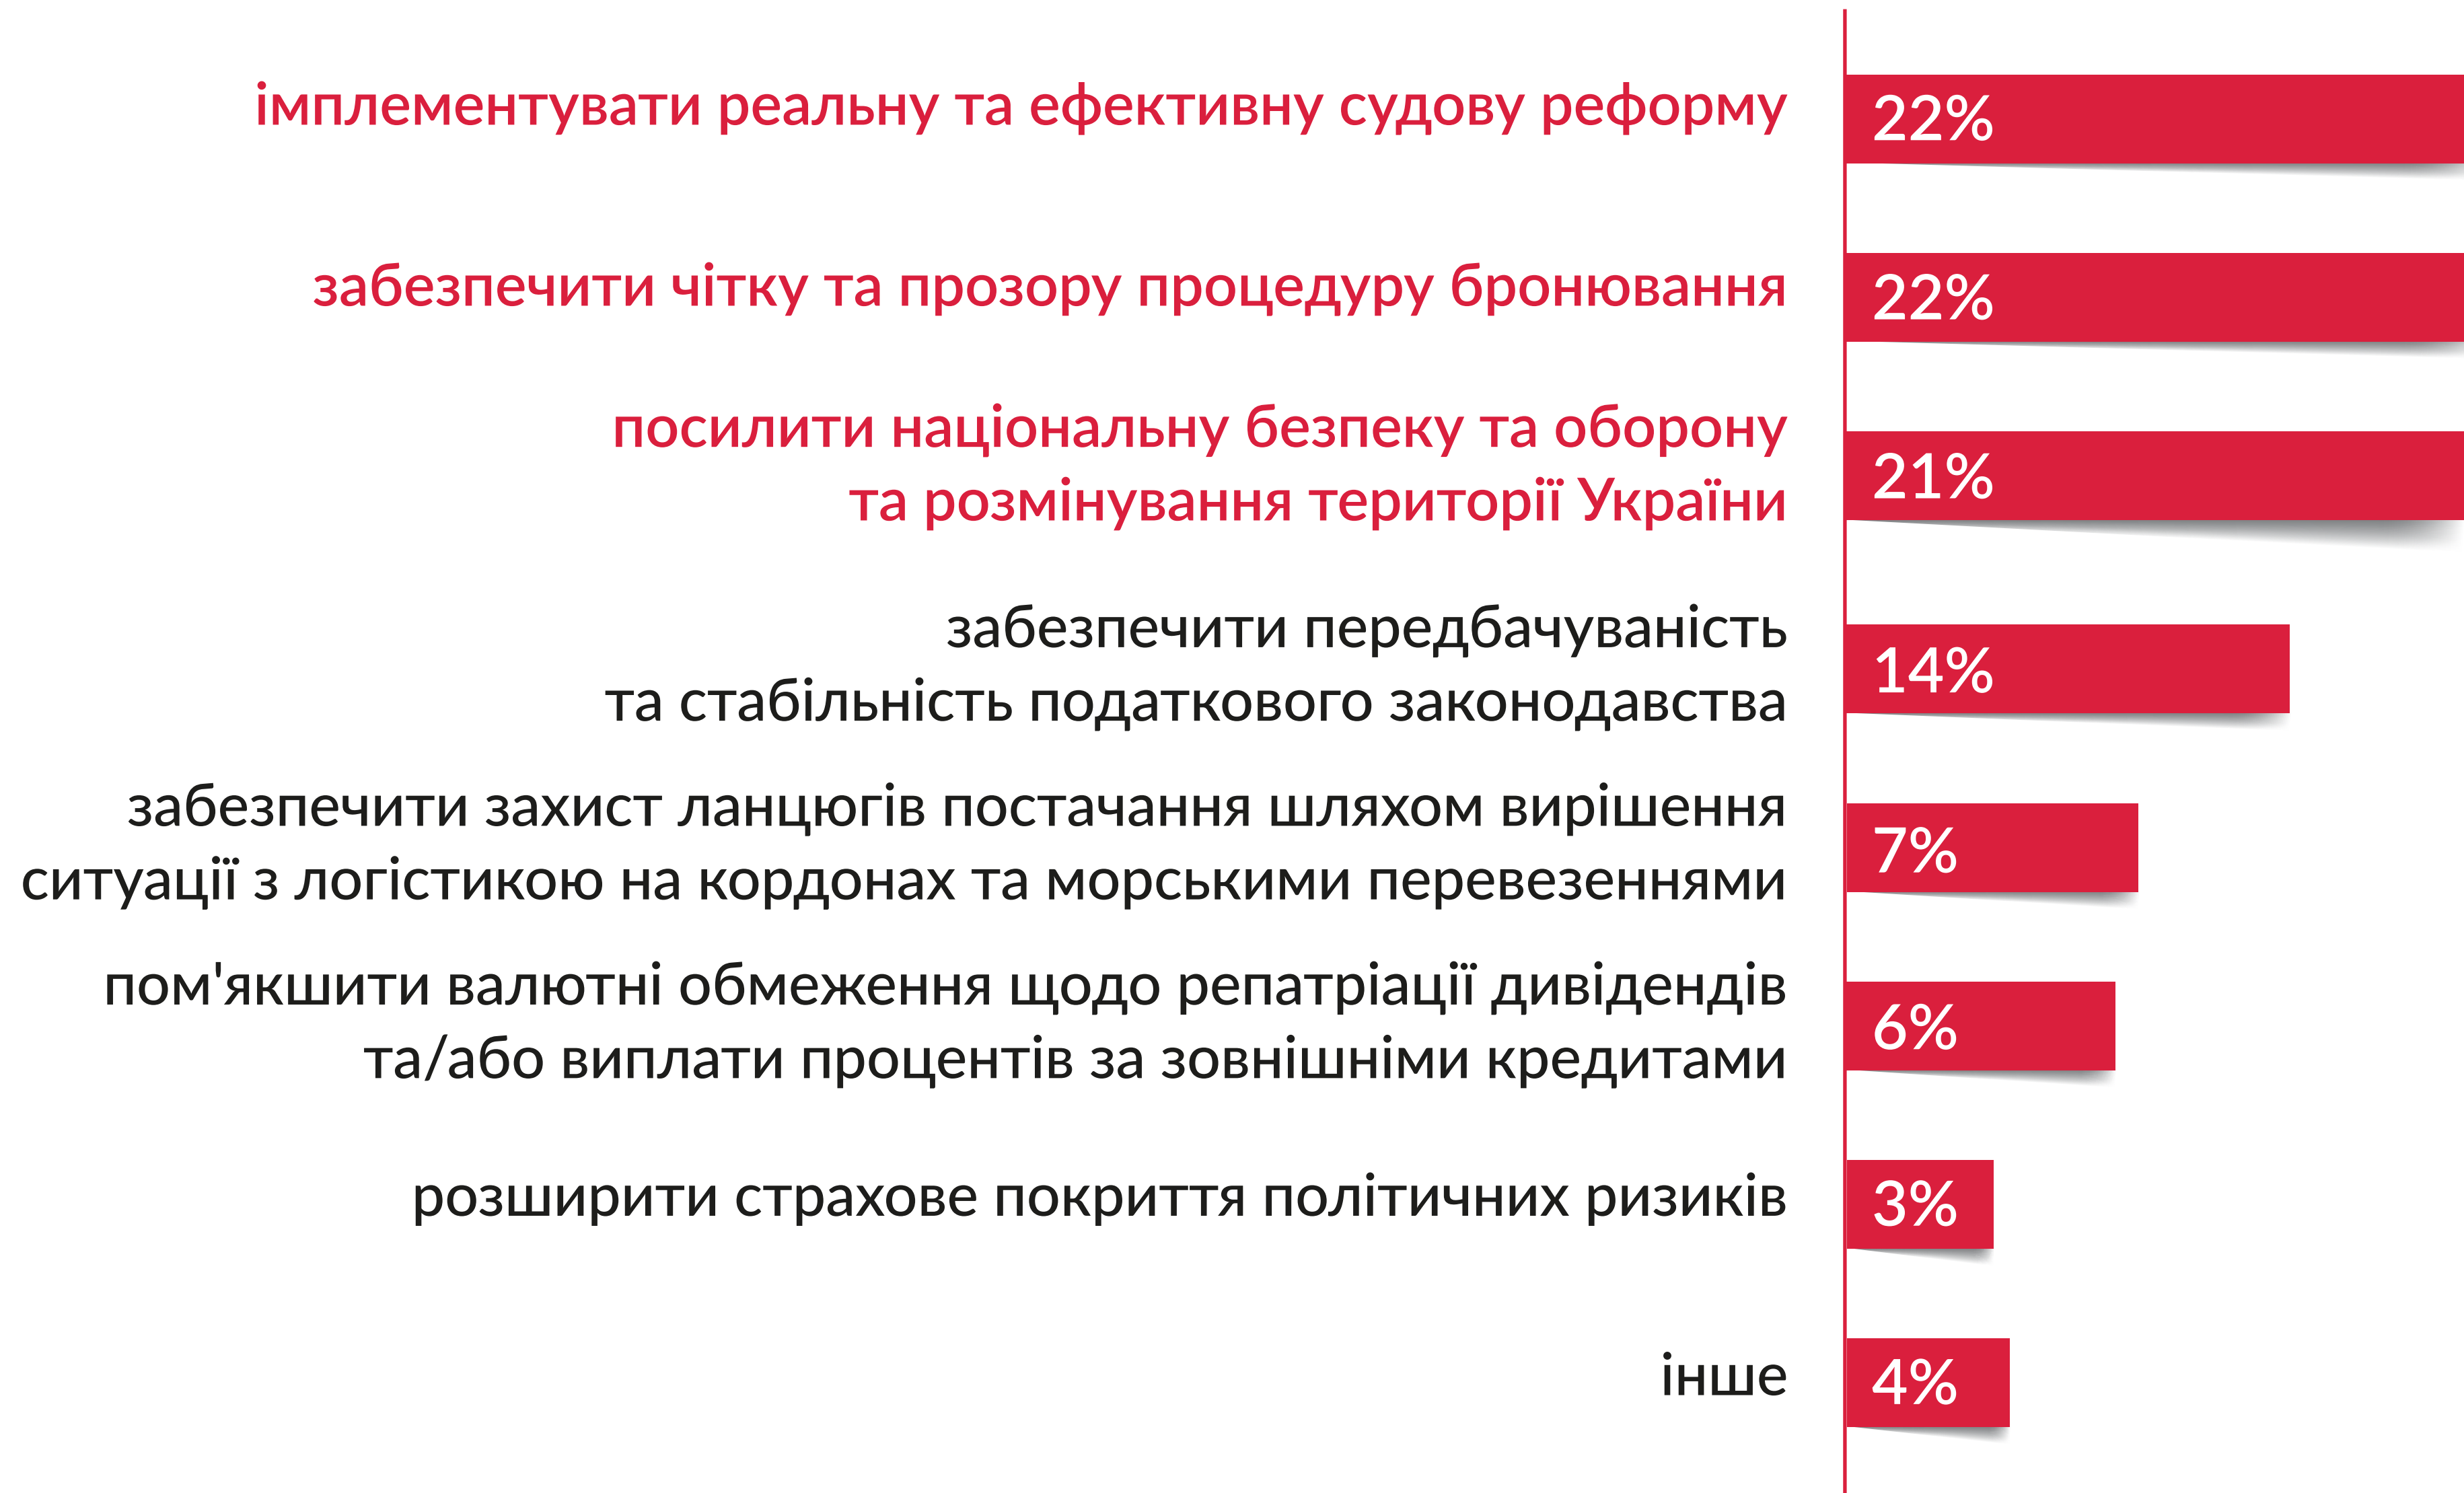 імплементувати реальну та ефективну судову реформу
22%
забезпечити чітку та прозору процедуру бронювання
22%
посилити національну безпеку та оборону
та розмінування території України
21%
забезпечити передбачуваність
та стабільність податкового законодавства
14%
забезпечити захист ланцюгів постачання шляхом вирішення
ситуації з логістикою на кордонах та морськими перевезеннями
7%
пом'якшити валютні обмеження щодо репатріації дивідендів
та/або виплати процентів за зовнішніми кредитами
6%
розширити страхове покриття політичних ризиків
3%
інше
4%